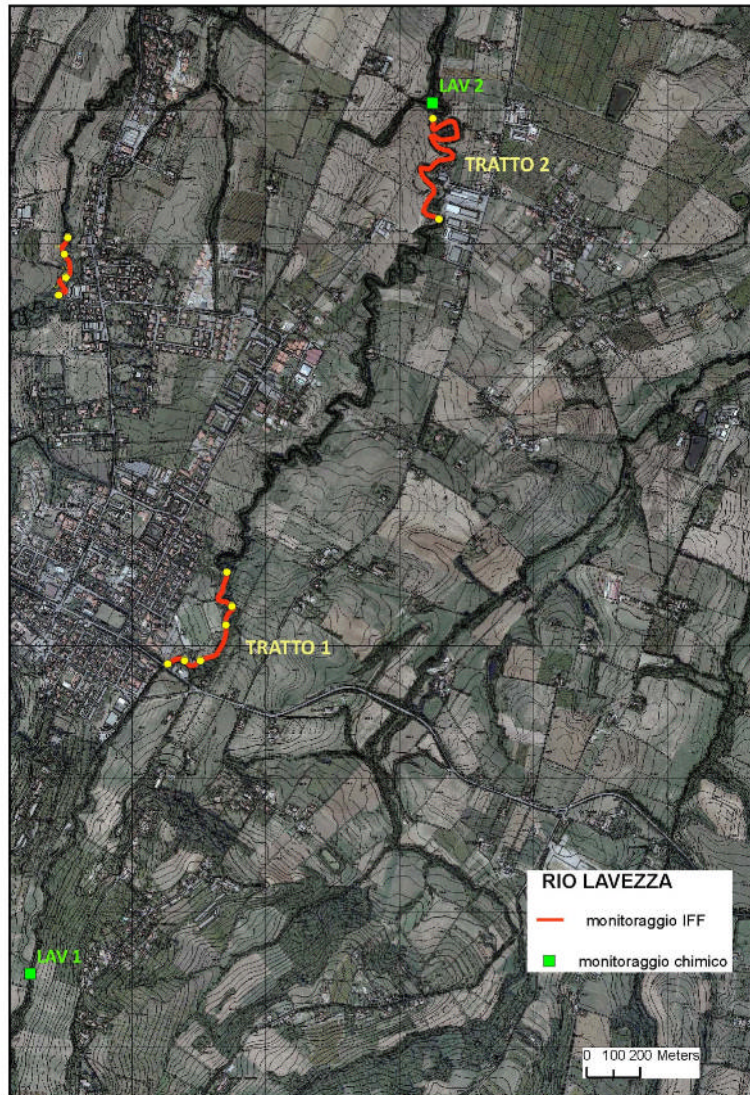 LAV 2
TRATTO 2
TRATTO 1
LAV 1
RIO LAVEZZA
monitoraggio IFF
monitoraggio chimico
0 100 200 Meters